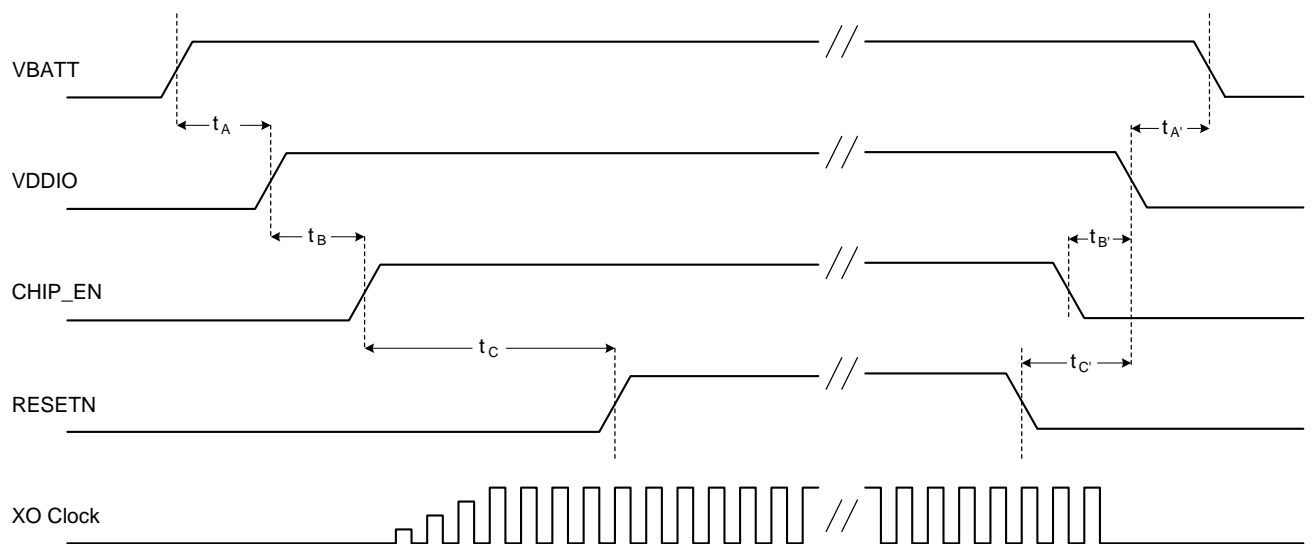 VBATT
tA
tA'
VDDIO
tB
tB'
CHIP_EN
tC
tC'
RESETN
XO Clock